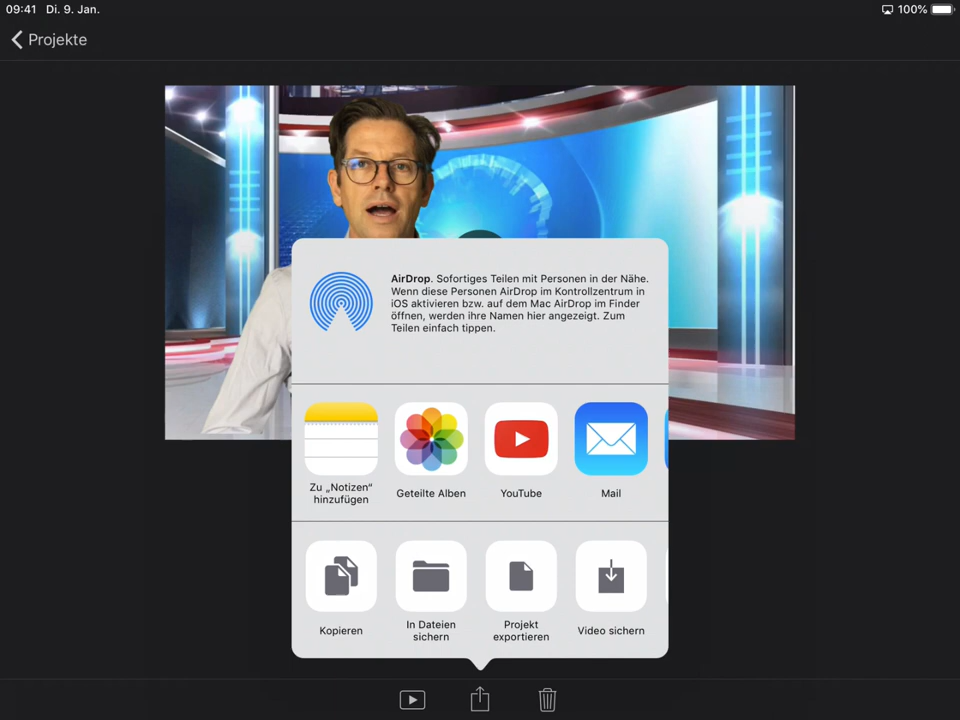 09:41 Di. 9. Jan.
100%
Projekte
AirDrop. Sofortiges Teilen mit Personen in der Nähe.
Wenn diese Personen AirDrop im Kontrollzentrum in
iOS aktivieren bzw. auf dem Mac AirDrop im Finder
öffnen, werden ihre Namen hier angezeigt. Zum
Teilen einfach tippen.
Zu „Notizen“
hinzufügen
Geteilte Alben
YouTube
Mail
Kopieren
In Dateien
sichern
Projekt
exportieren
Video sichern